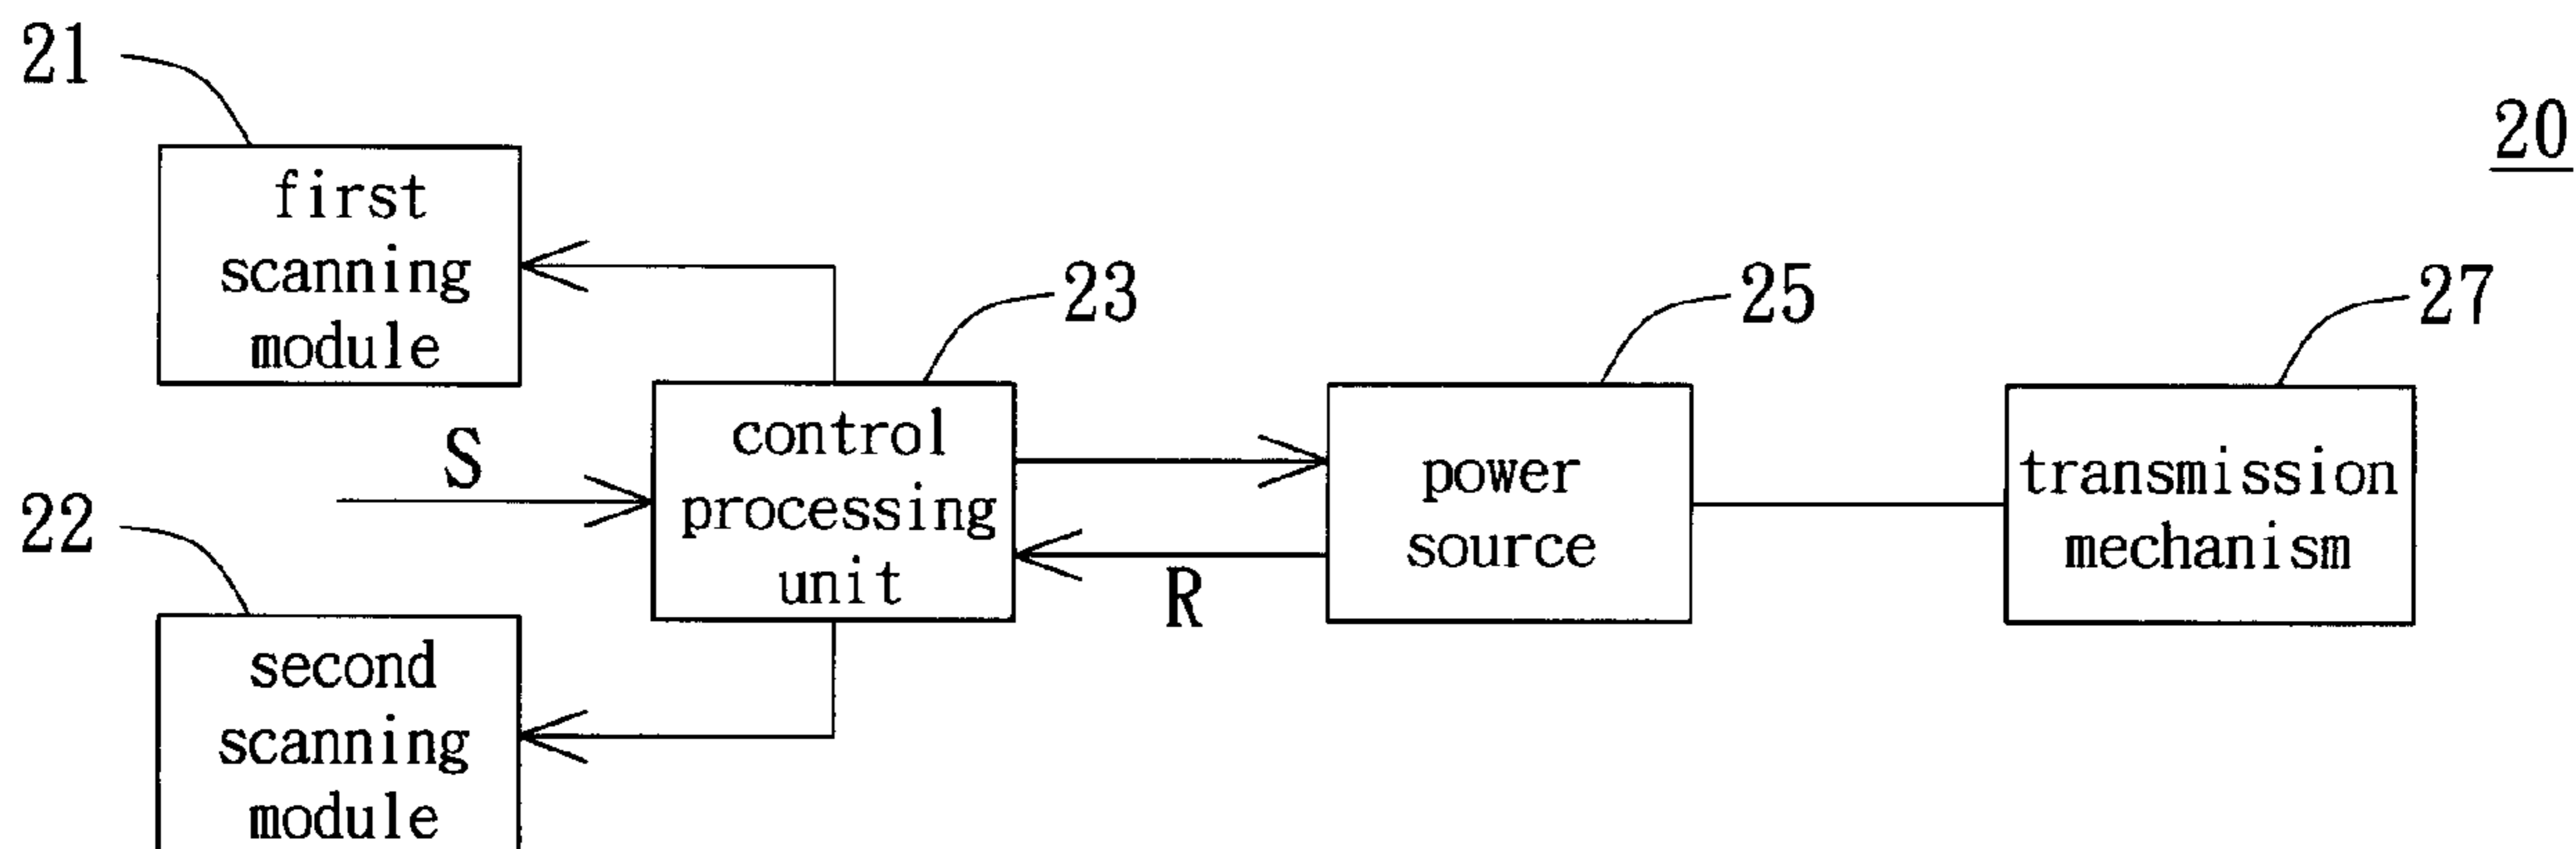 21
20
first
scanning
module
23
25
27
S
control
processing
unit
power
source
transmission
mechanism
R
22
second
scanning
module